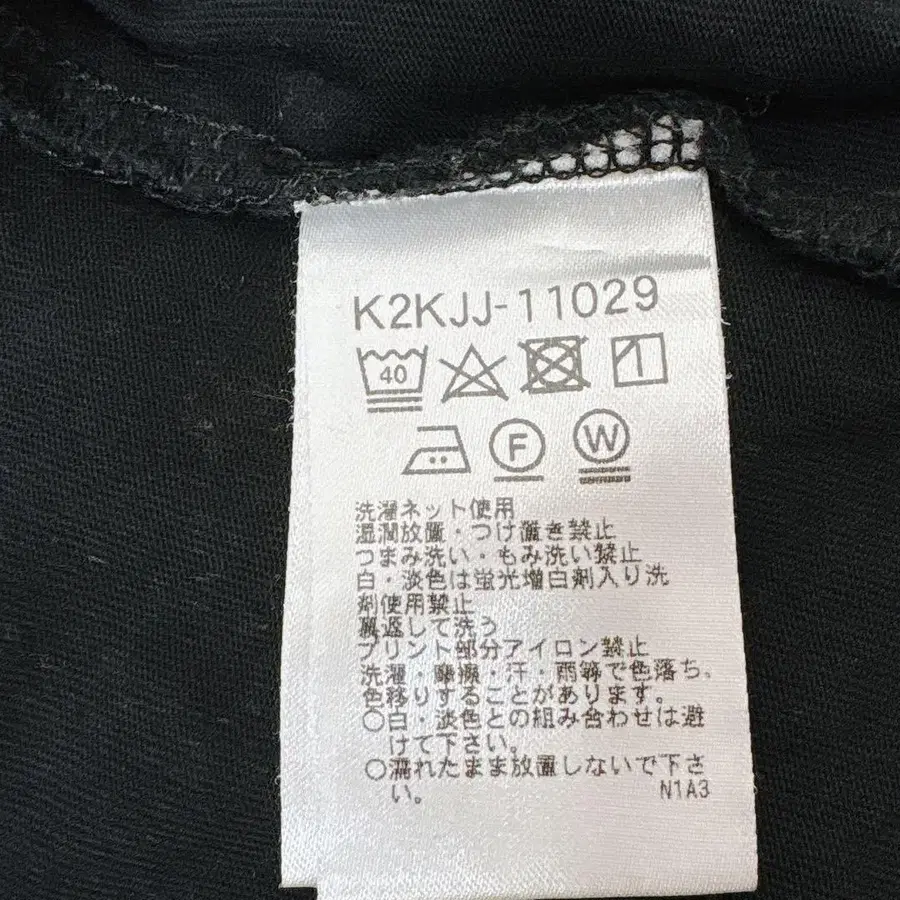 K2KJJ-11029
40
F W
洗濯ネット使用
湿潤放置・つけ置き禁止
つまみ洗い・もみ洗い禁止
白・淡色は蛍光増白剤入り洗
剤使用禁止
裏返して洗う
プリント部分アイロン禁止
洗濯・摩擦・汗・雨等で色落ち、
色移りすることがあります。
○白・淡色との組み合わせは避
けて下さい。
○濡れたまま放置しないで下さ
い。 N1A3